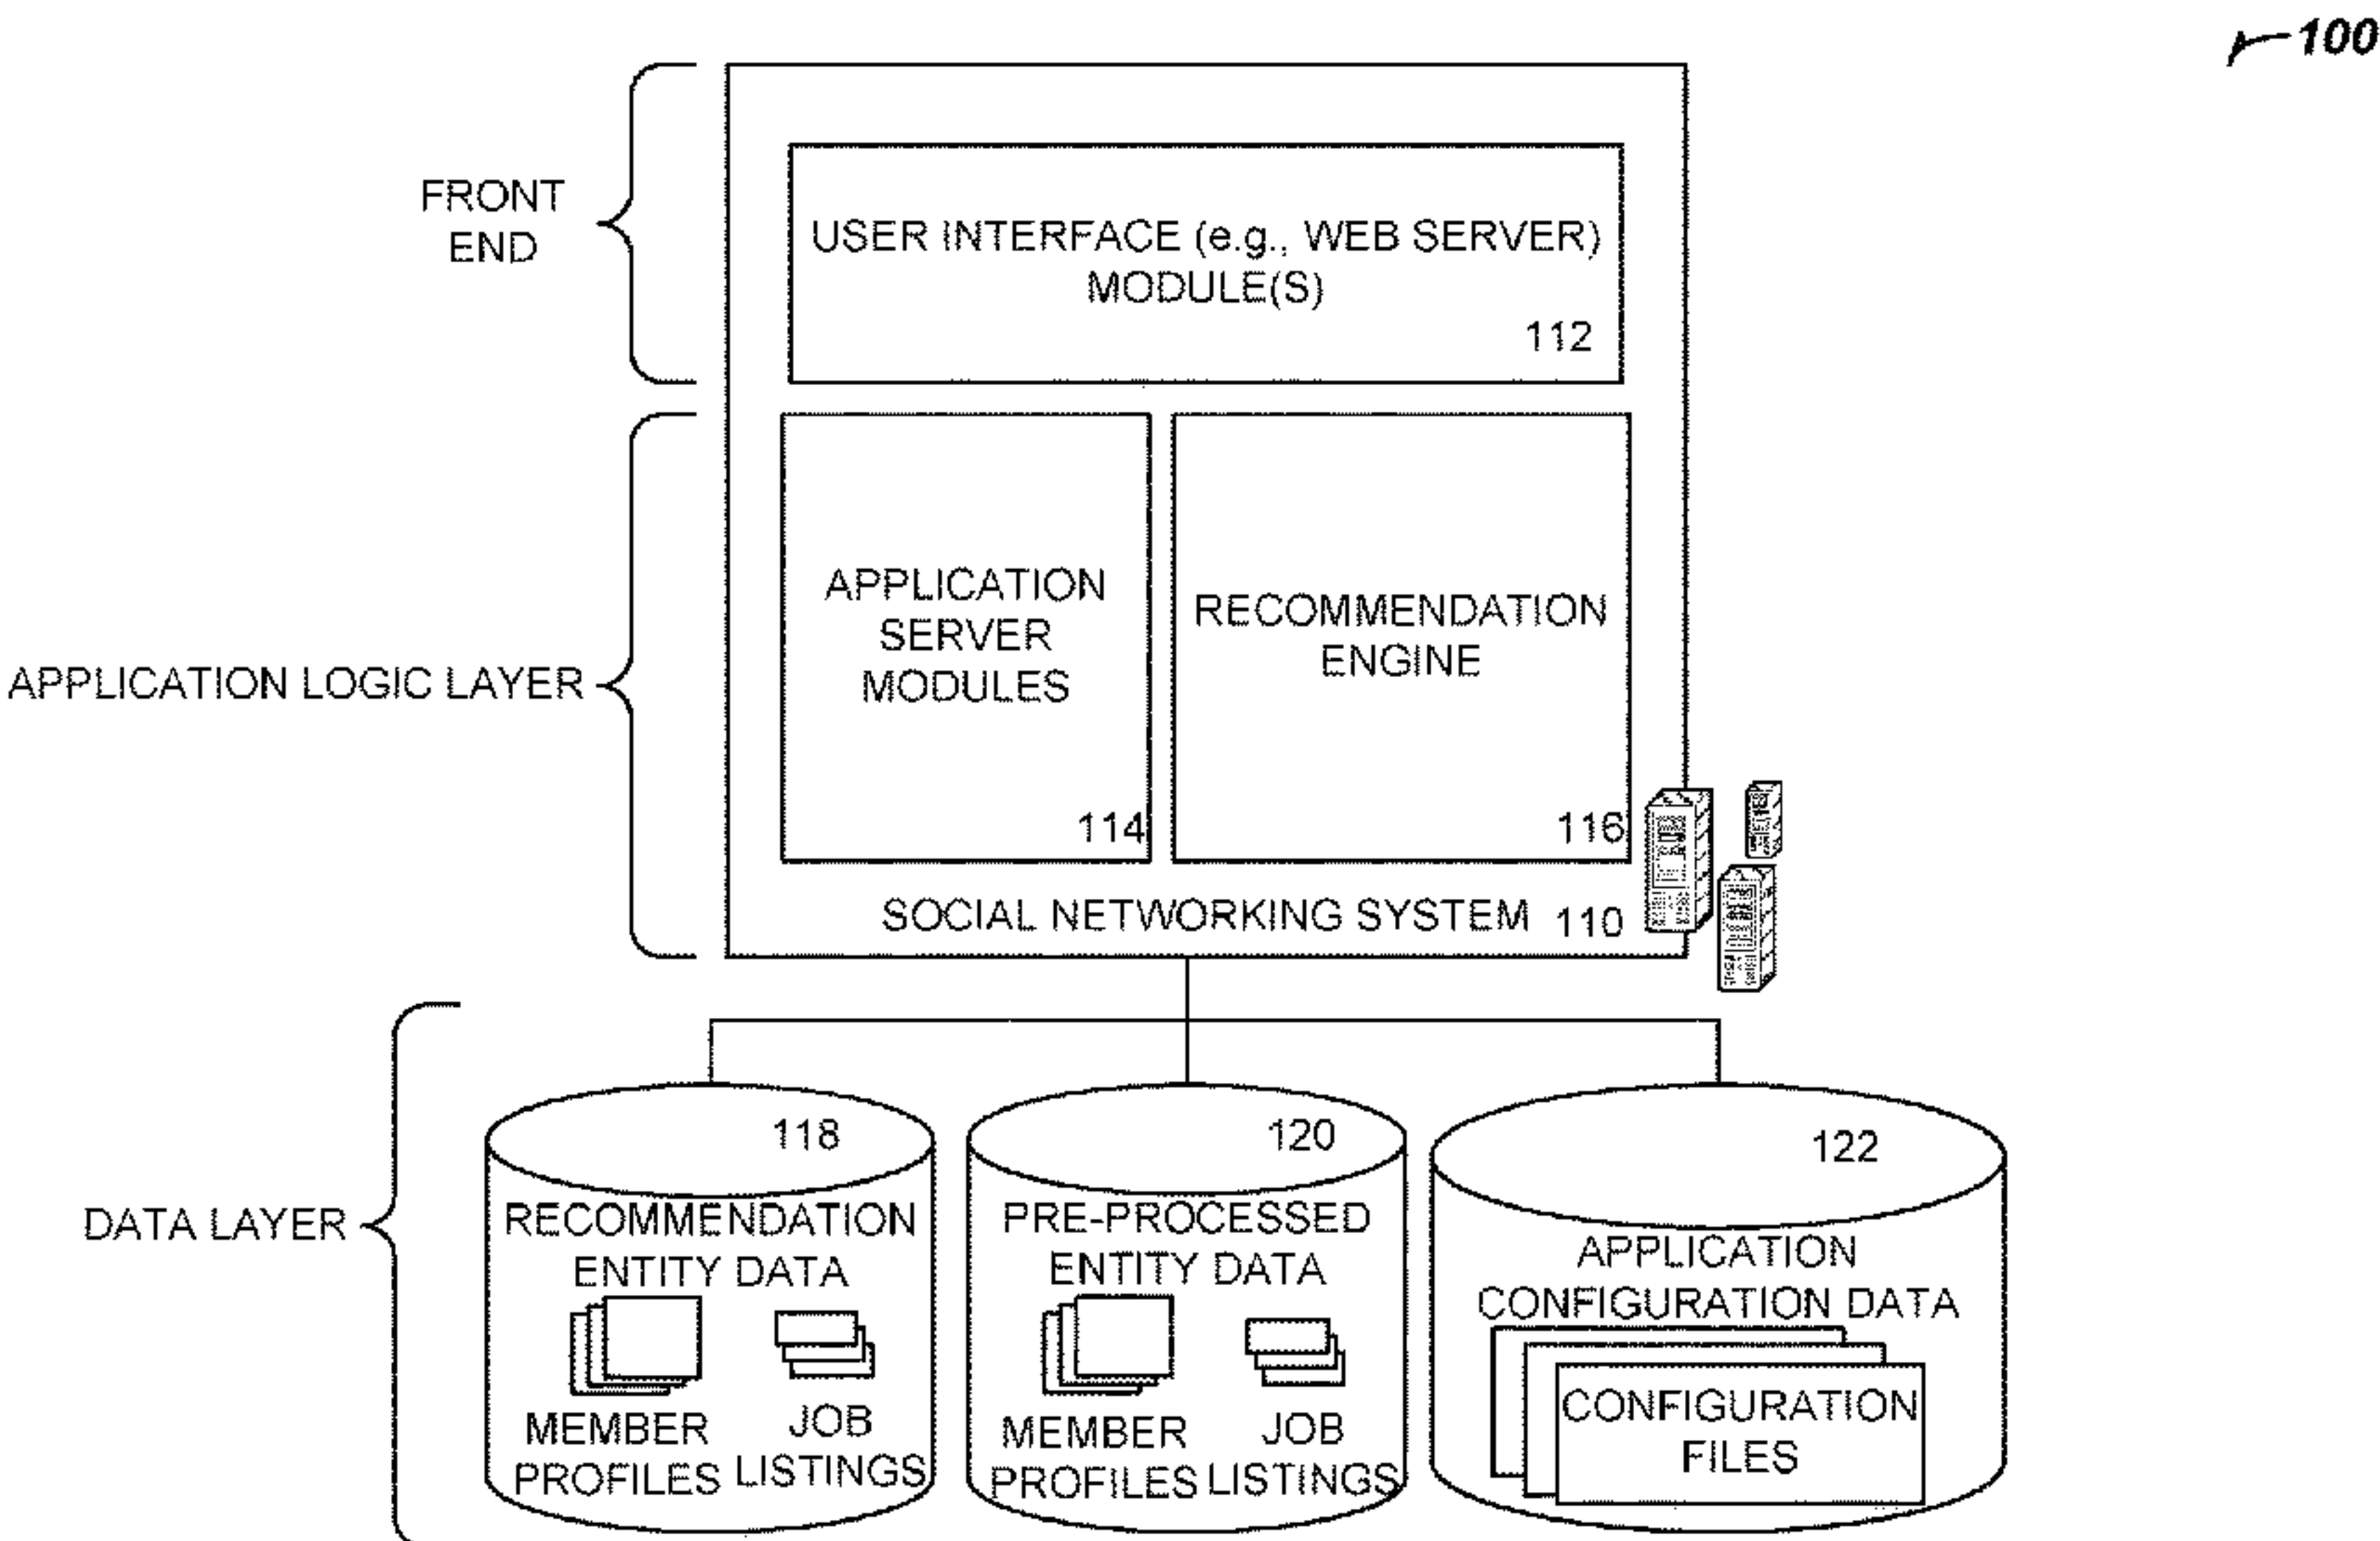 100
FRONT
END
USER INTERFACE (e.g., WEB SERVER)
MODULE(S)
112
APPLICATION LOGIC LAYER
APPLICATION
SERVER
MODULES
114
RECOMMENDATION
ENGINE
116
SOCIAL NETWORKING SYSTEM 110
DATA LAYER
118
RECOMMENDATION
ENTITY DATA
MEMBER
PROFILES
JOB
LISTINGS
120
PRE-PROCESSED
ENTITY DATA
MEMBER
PROFILES
JOB
LISTINGS
122
APPLICATION
CONFIGURATION DATA
CONFIGURATION
FILES